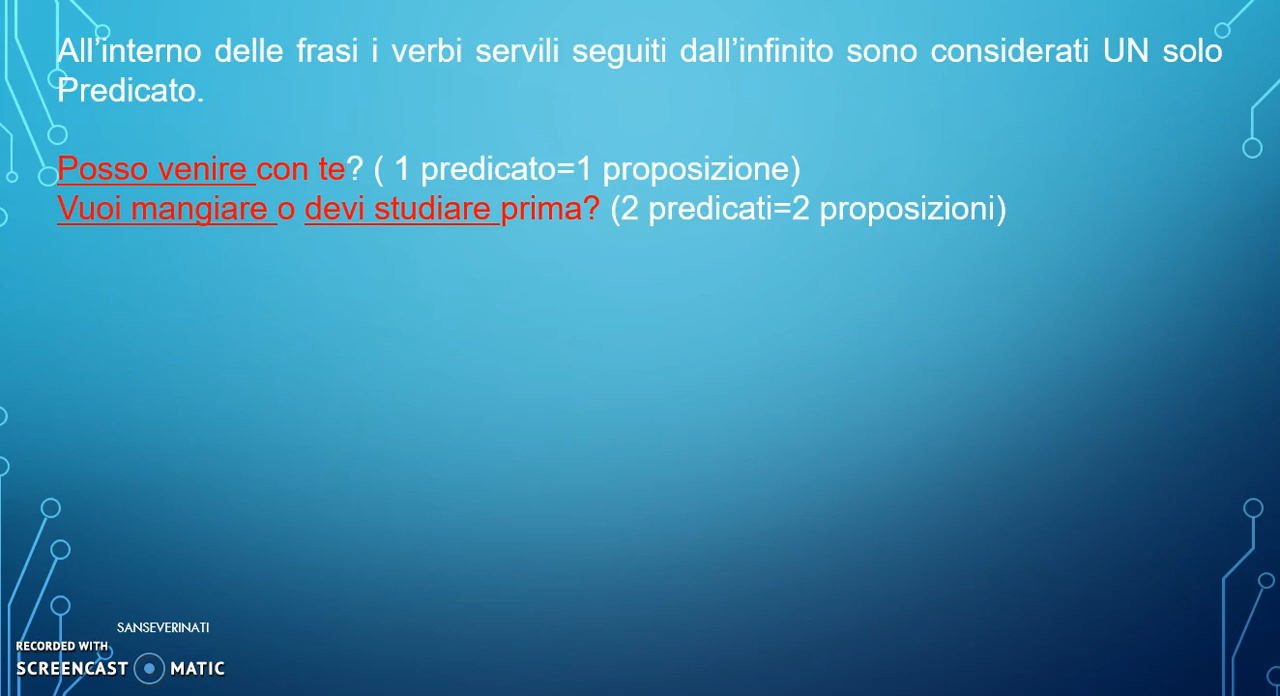 All’interno delle frasi i verbi servili seguiti dall’infinito sono considerati UN solo
Predicato.
Posso venire con te? ( 1 predicato=1 proposizione)
Vuoi mangiare o devi studiare prima? (2 predicati=2 proposizioni)
SANSEVERINATI
RECORDED WITH
SCREENCAST MATIC